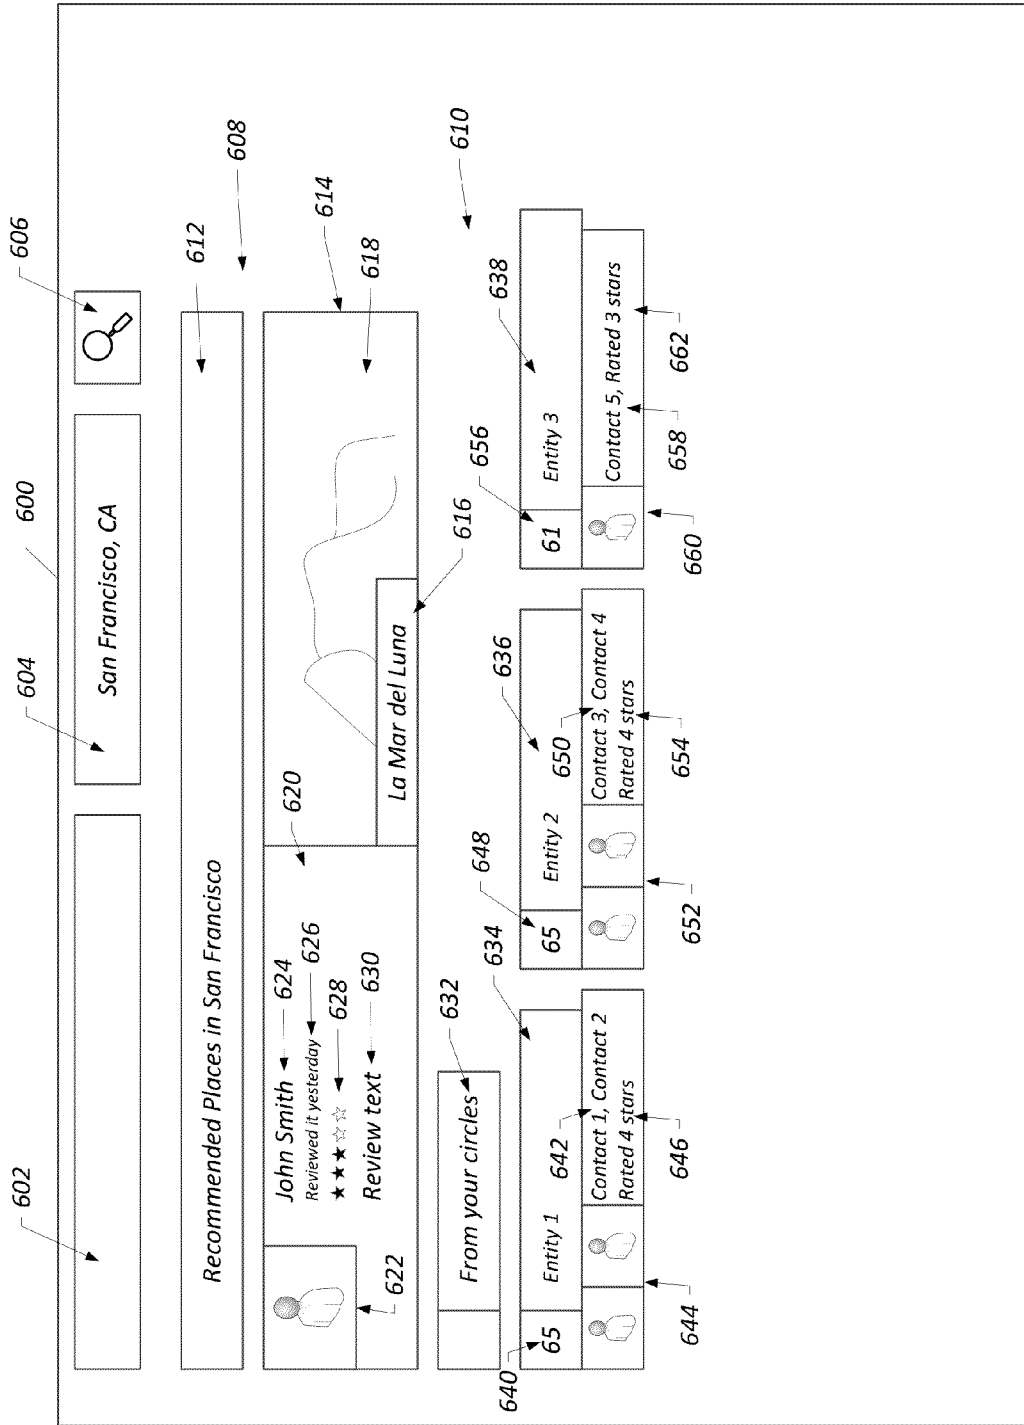 600
602
604
606
San Francisco, CA
608
612
Recommended Places in San Francisco
614
618
620
John Smith 624
Reviewed it yesterday 626
★★★☆☆ 628
Review text 630
622
La Mar del Luna
616
610
From your circles
632
634
636
638
640
65
Entity 1
642
Contact 1, Contact 2
Rated 4 stars
644
646
648
65
Entity 2
650
Contact 3, Contact 4
Rated 4 stars
652
654
656
61
Entity 3
Contact 5, Rated 3 stars
660
658
662